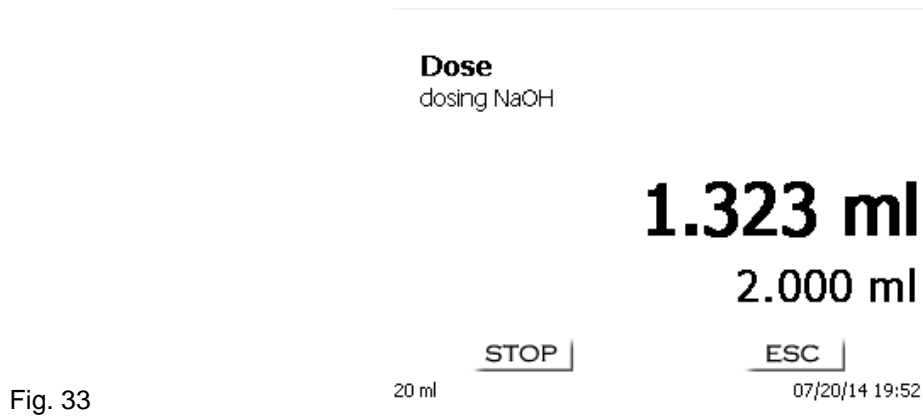 Dose
dosing NaOH
1.323 ml
2.000 ml
STOP ESC
20 ml 07/20/14 19:52
Fig. 33